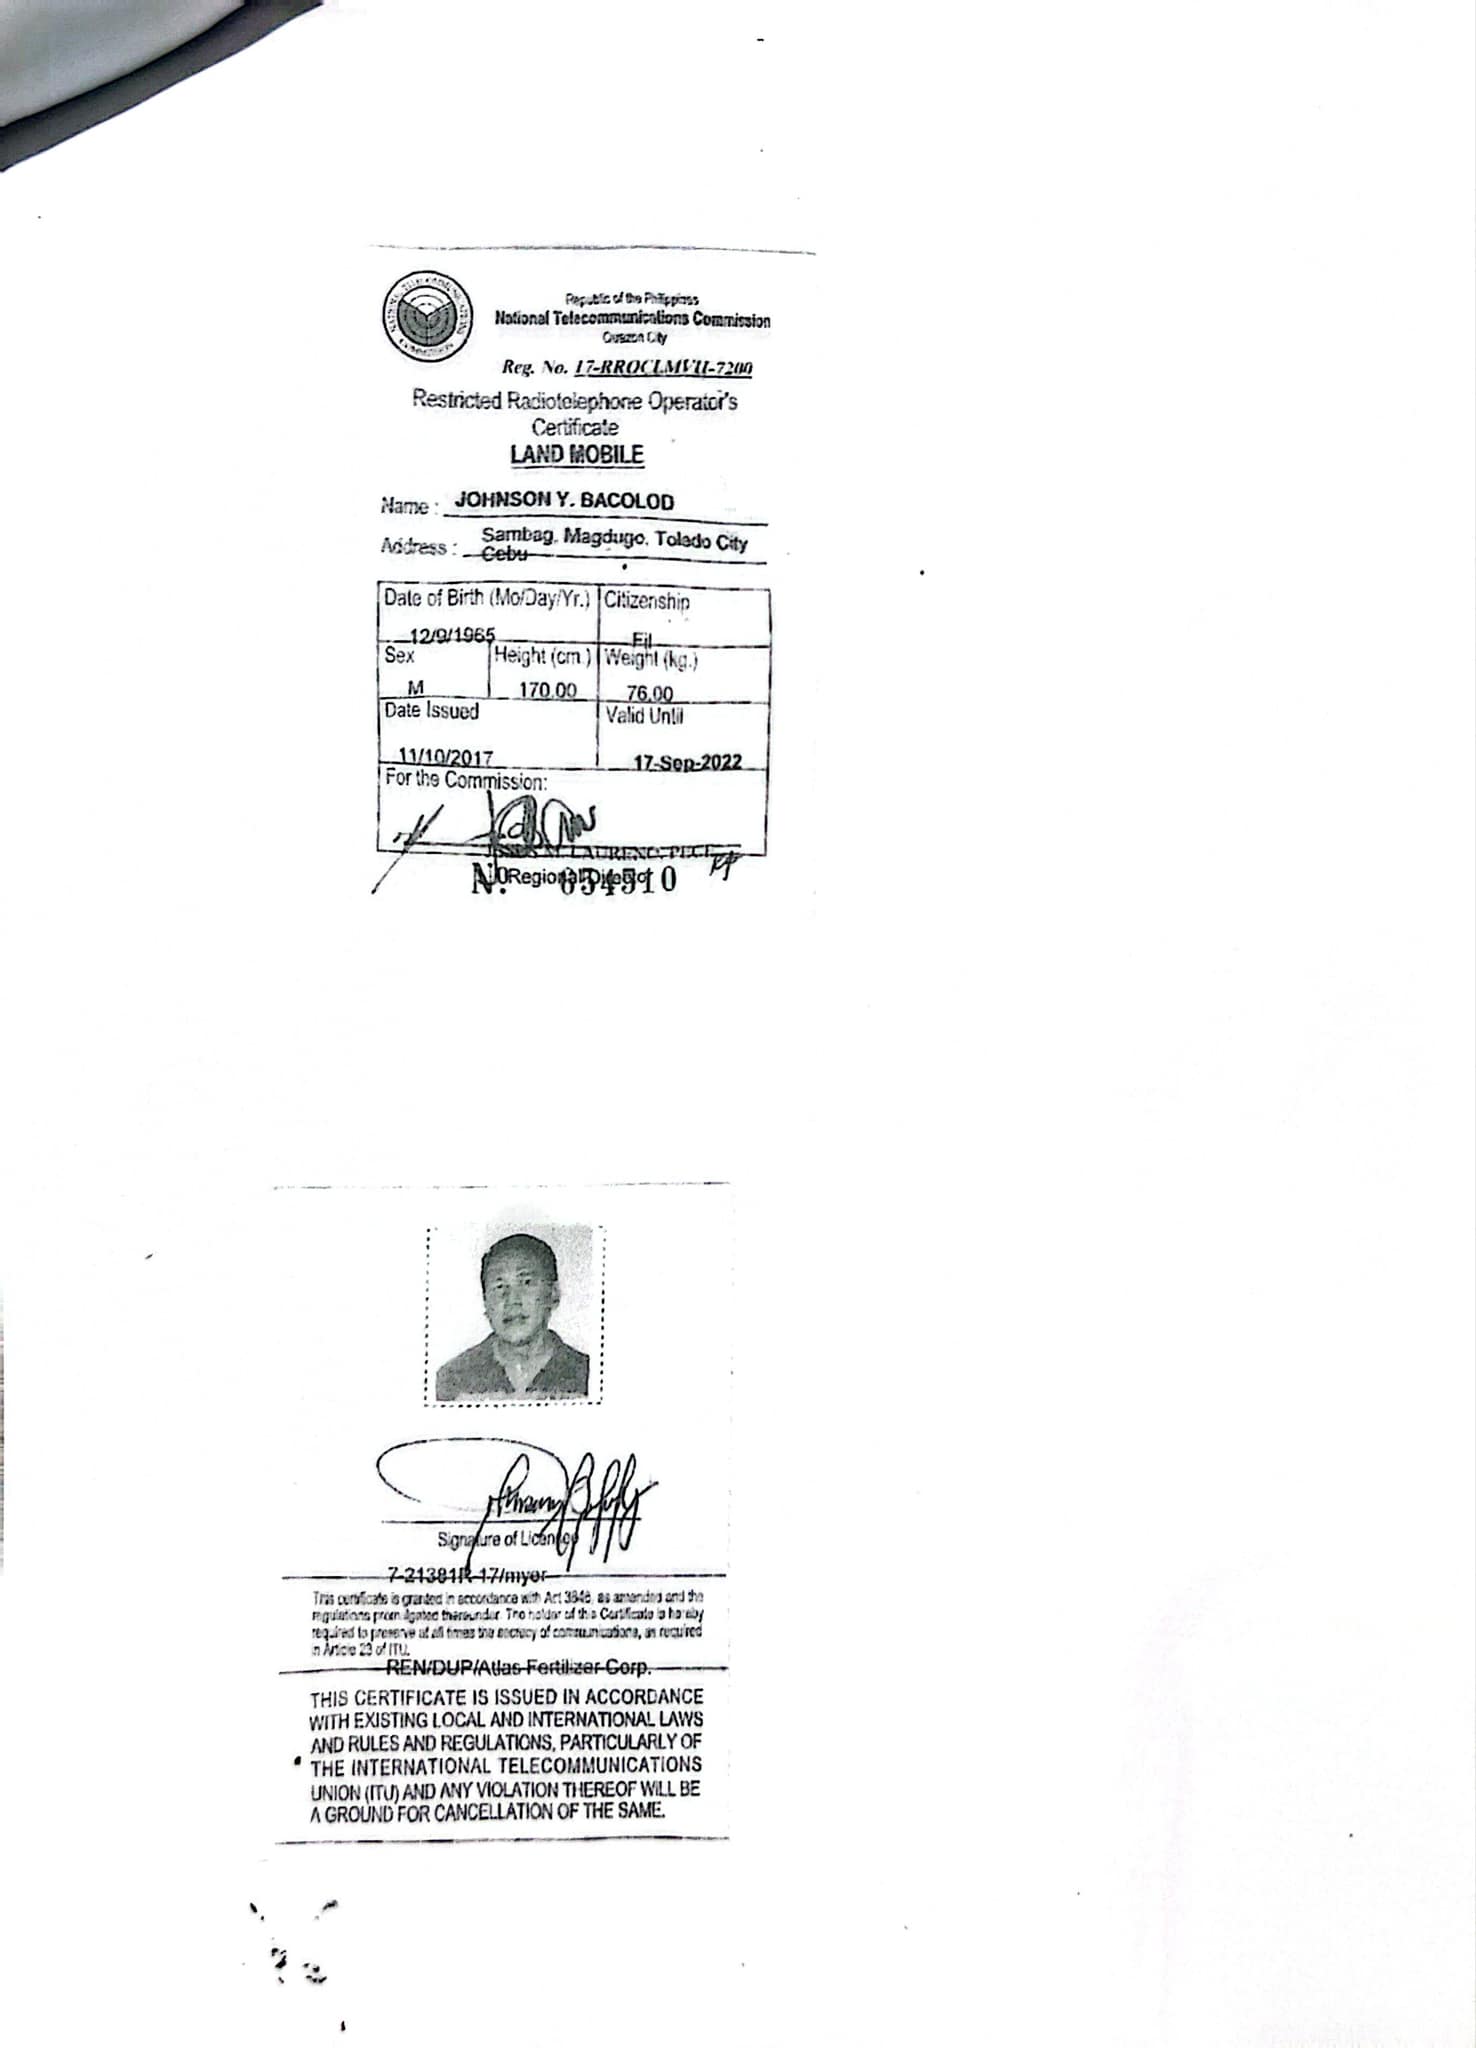 Republic of the Philippines
National Telecommunications Commission
Quezon City
Reg. No. 17-RROCLMVII-7200
Restricted Radiotelephone Operator's
Certificate
LAND MOBILE
Name : JOHNSON Y. BACOLOD
Address : Sambag, Magdugo, Toledo City
Cebu
Date of Birth (Mo/Day/Yr.) Citizenship
12/9/1965 Fil
Sex Height (cm.) Weight (kg.)
M 170.00 76.00
Date Issued Valid Until
11/10/2017 17-Sep-2022
For the Commission:
LAURENO, PECE
No. 654510
Regional Director
Signature of Licensee
7-21381R-17/myer
This certificate is granted in accordance with Act 3846, as amended and the
regulations promulgated thereunder. The holder of this Certificate is hereby
required to preserve at all times the secrecy of communications, as required
in Article 23 of ITU.
REN/DUP/Atlas Fertilizer Corp.
THIS CERTIFICATE IS ISSUED IN ACCORDANCE
WITH EXISTING LOCAL AND INTERNATIONAL LAWS
AND RULES AND REGULATIONS, PARTICULARLY OF
THE INTERNATIONAL TELECOMMUNICATIONS
UNION (ITU) AND ANY VIOLATION THEREOF WILL BE
A GROUND FOR CANCELLATION OF THE SAME.